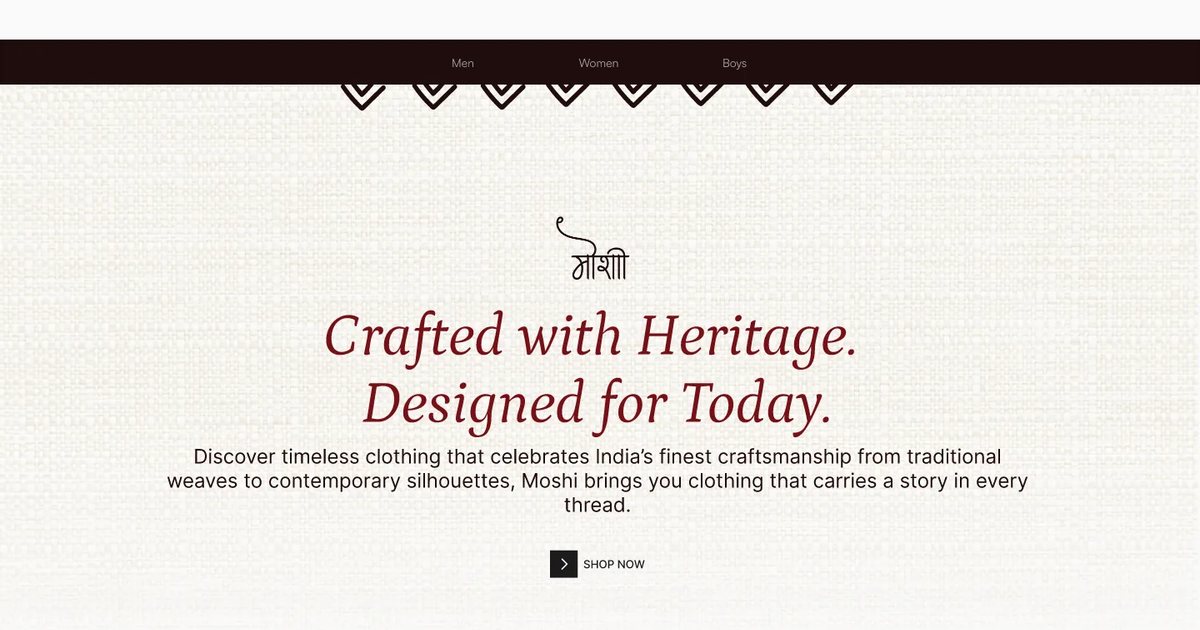 Men Women Boys
मोशी
Crafted with Heritage.
Designed for Today.
Discover timeless clothing that celebrates India’s finest craftsmanship from traditional
weaves to contemporary silhouettes, Moshi brings you clothing that carries a story in every
thread.
SHOP NOW